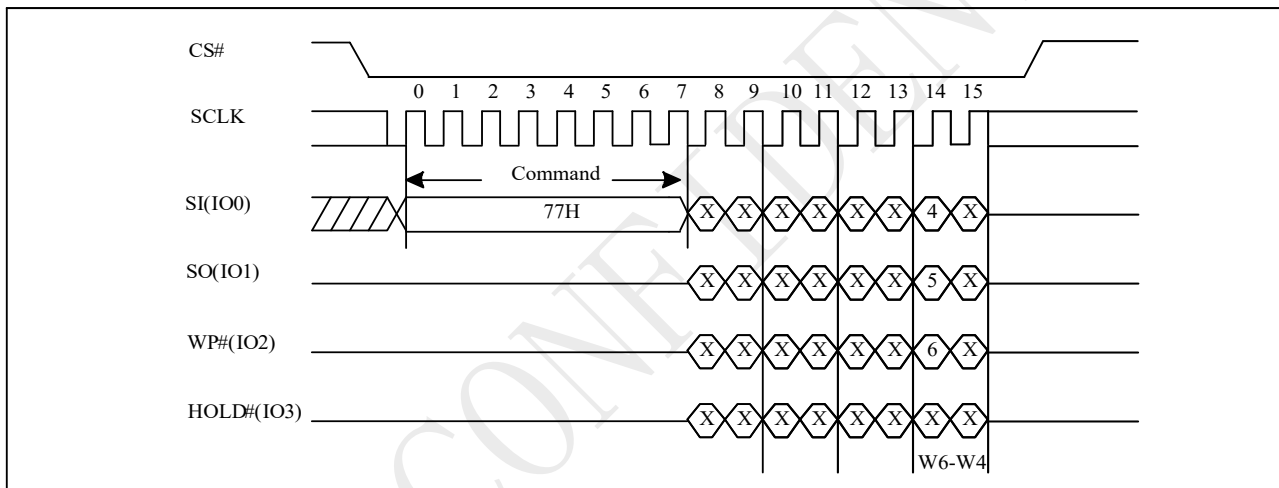 CS#
0 1 2 3 4 5 6 7 8 9 10 11 12 13 14 15
SCLK
Command
SI(IO0) 77H X X X X X X 4 X
SO(IO1) X X X X X X 5 X
WP#(IO2) X X X X X X 6 X
HOLD#(IO3) X X X X X X X X
W6-W4
CONFIDEN